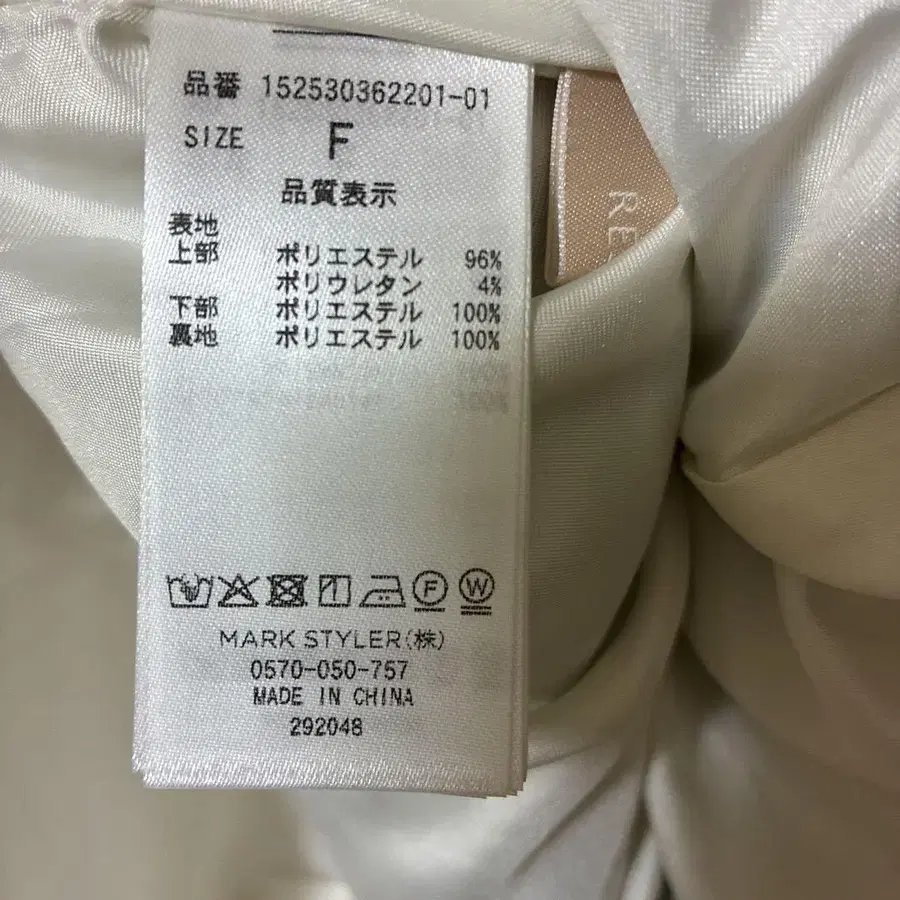 品番 152530362201-01
SIZE F
品質表示
表地
上部 ポリエステル 96%
ポリウレタン 4%
下部 ポリエステル 100%
裏地 ポリエステル 100%
F W
MARK STYLER(株)
0570-050-757
MADE IN CHINA
292048
RE